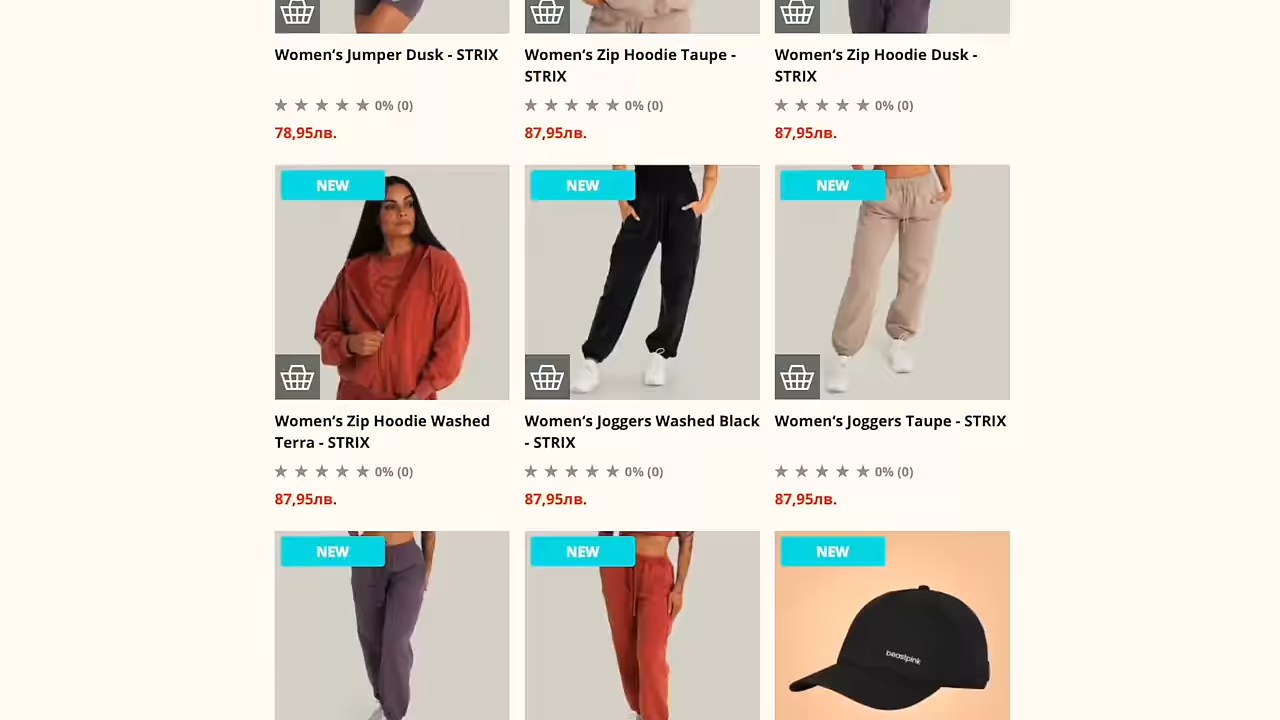 Women‘s Jumper Dusk - STRIX
Women‘s Zip Hoodie Taupe -
STRIX
Women‘s Zip Hoodie Dusk -
STRIX
0% (0)
0% (0)
0% (0)
78,95лв.
87,95лв.
87,95лв.
NEW
NEW
NEW
Women‘s Zip Hoodie Washed
Terra - STRIX
Women‘s Joggers Washed Black
- STRIX
Women‘s Joggers Taupe - STRIX
0% (0)
0% (0)
0% (0)
87,95лв.
87,95лв.
87,95лв.
NEW
NEW
NEW
beastpink